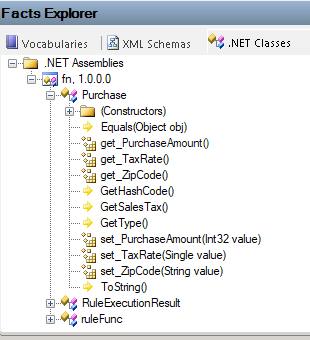 Facts Explorer
Vocabularies XML Schemas .NET Classes
.NET Assemblies
fn, 1.0.0.0
Purchase
(Constructors)
Equals(Object obj)
get_PurchaseAmount()
get_TaxRate()
get_ZipCode()
GetHashCode()
GetSalesTax()
GetType()
set_PurchaseAmount(Int32 value)
set_TaxRate(Single value)
set_ZipCode(String value)
ToString()
RuleExecutionResult
ruleFunc